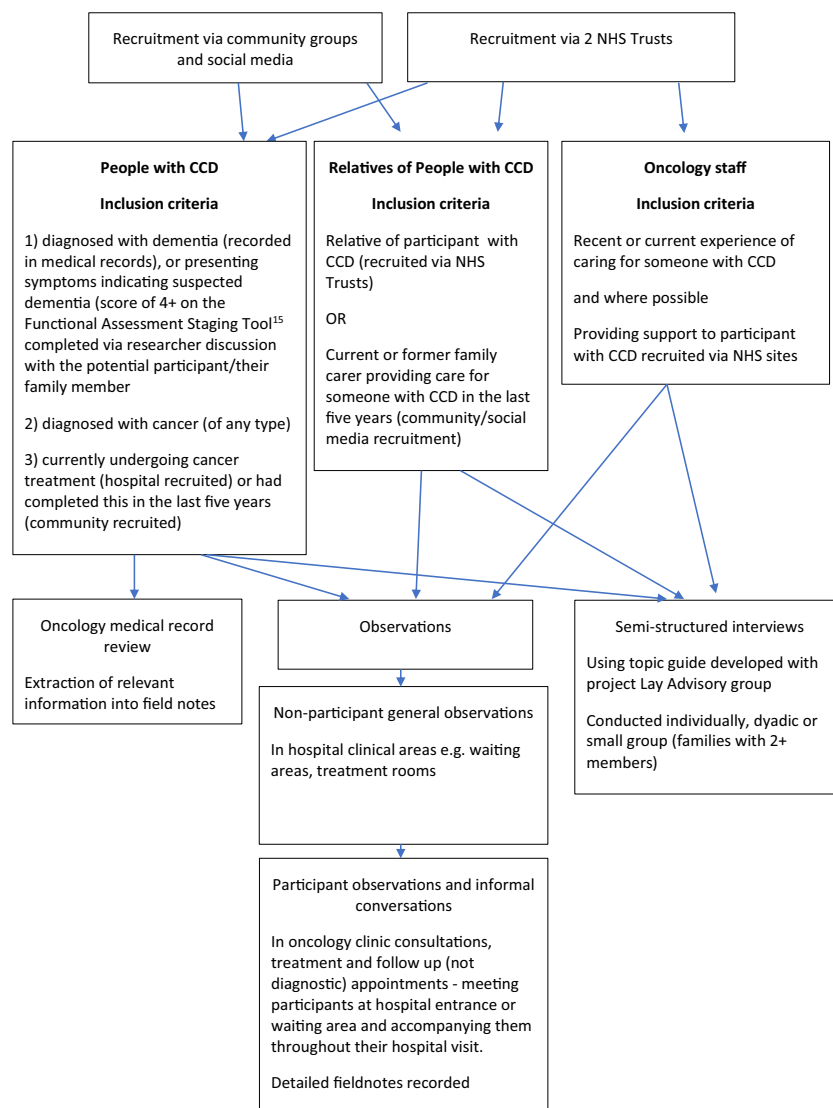 Recruitment via community groups
and social media
Recruitment via 2 NHS Trusts
People with CCD
Inclusion criteria
1) diagnosed with dementia (recorded
in medical records), or presenting
symptoms indicating suspected
dementia (score of 4+ on the
Functional Assessment Staging Tool¹⁵
completed via researcher discussion
with the potential participant/their
family member
2) diagnosed with cancer (of any type)
3) currently undergoing cancer
treatment (hospital recruited) or had
completed this in the last five years
(community recruited)
Relatives of People with CCD
Inclusion criteria
Relative of participant with
CCD (recruited via NHS
Trusts)
OR
Current or former family
carer providing care for
someone with CCD in the last
five years (community/social
media recruitment)
Oncology staff
Inclusion criteria
Recent or current experience of
caring for someone with CCD
and where possible
Providing support to participant
with CCD recruited via NHS sites
Oncology medical record
review
Extraction of relevant
information into field notes
Observations
Semi-structured interviews
Using topic guide developed with
project Lay Advisory group
Conducted individually, dyadic or
small group (families with 2+
members)
Non-participant general observations
In hospital clinical areas e.g. waiting
areas, treatment rooms
Participant observations and informal
conversations
In oncology clinic consultations,
treatment and follow up (not
diagnostic) appointments - meeting
participants at hospital entrance or
waiting area and accompanying them
throughout their hospital visit.
Detailed fieldnotes recorded